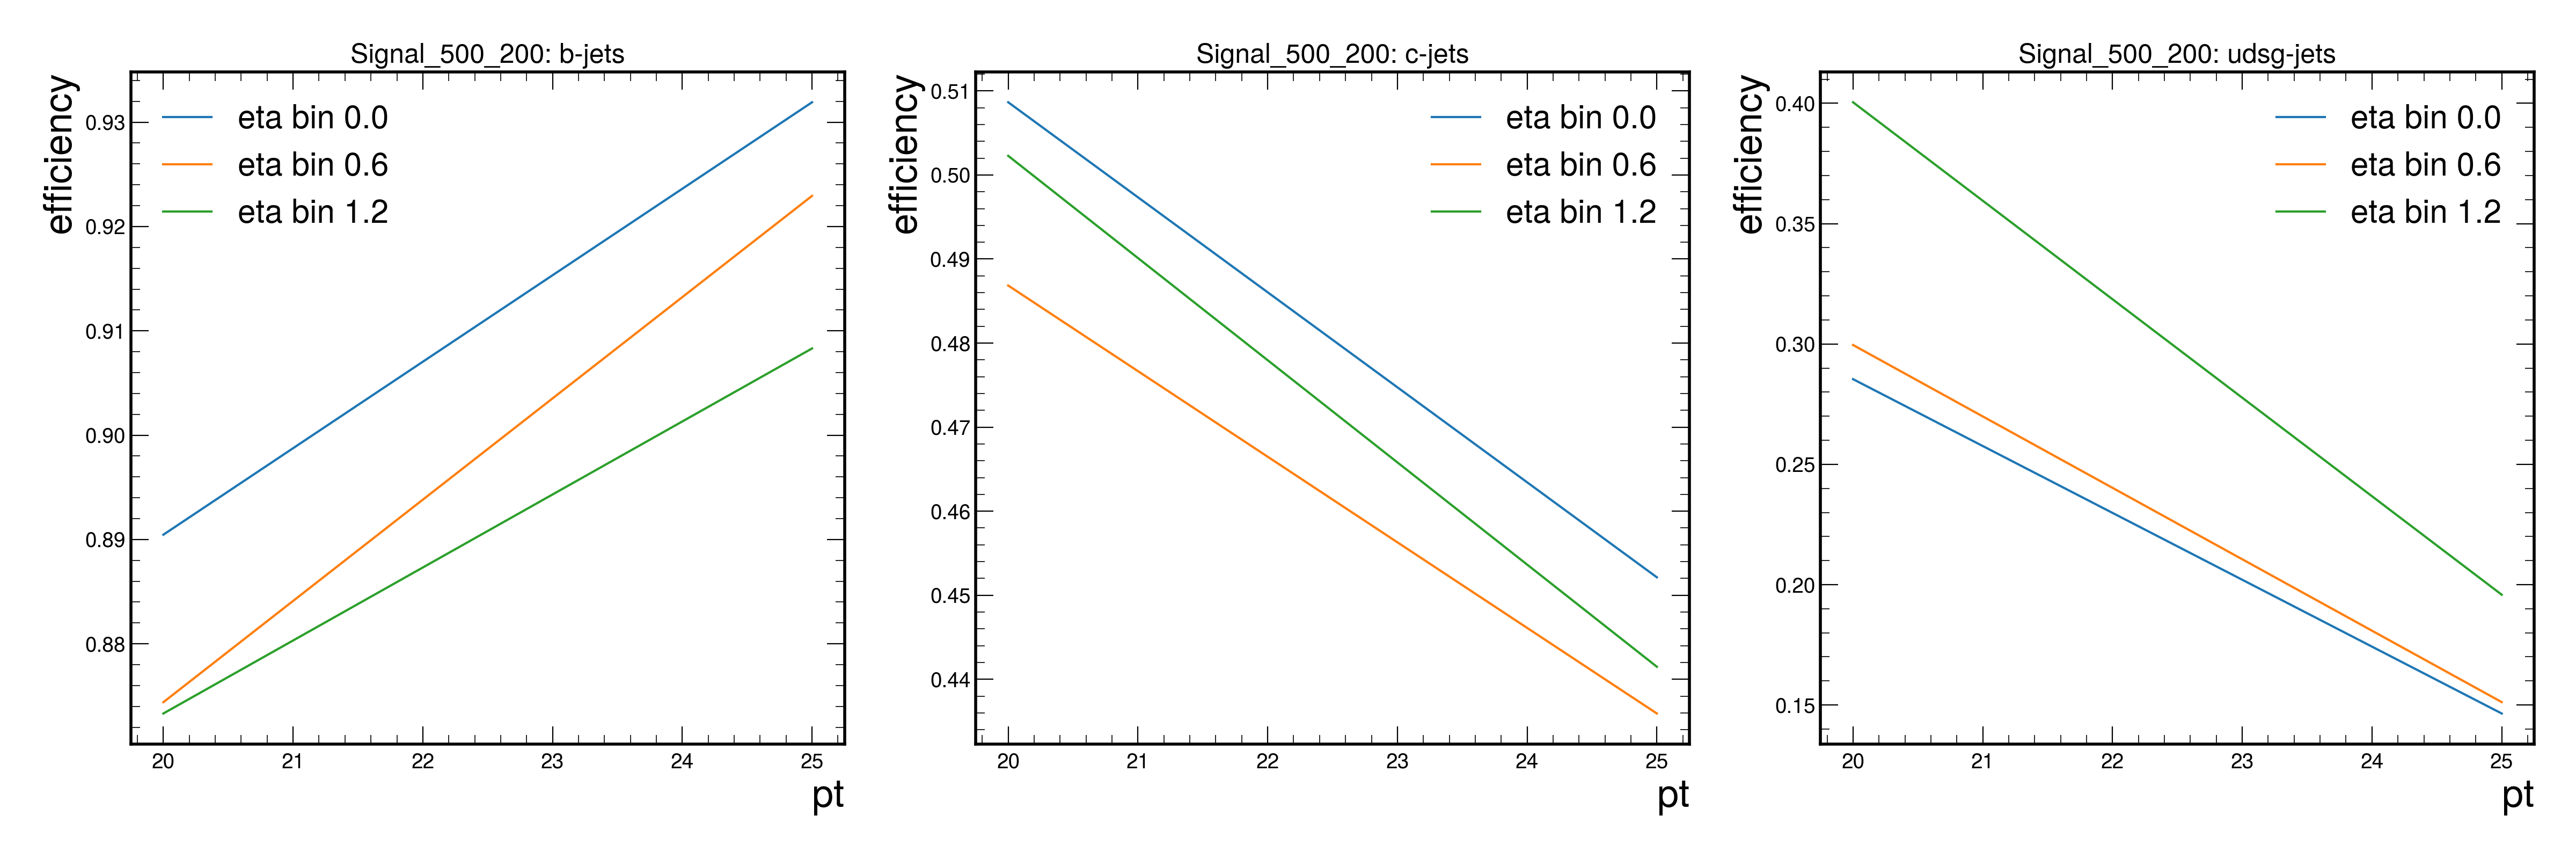 Signal_500_200: b-jets
efficiency
0.93
0.92
0.91
0.90
0.89
0.88
eta bin 0.0
eta bin 0.6
eta bin 1.2
20 21 22 23 24 25
pt
Signal_500_200: c-jets
efficiency
0.51
0.50
0.49
0.48
0.47
0.46
0.45
0.44
eta bin 0.0
eta bin 0.6
eta bin 1.2
20 21 22 23 24 25
pt
Signal_500_200: udsg-jets
efficiency
0.40
0.35
0.30
0.25
0.20
0.15
eta bin 0.0
eta bin 0.6
eta bin 1.2
20 21 22 23 24 25
pt